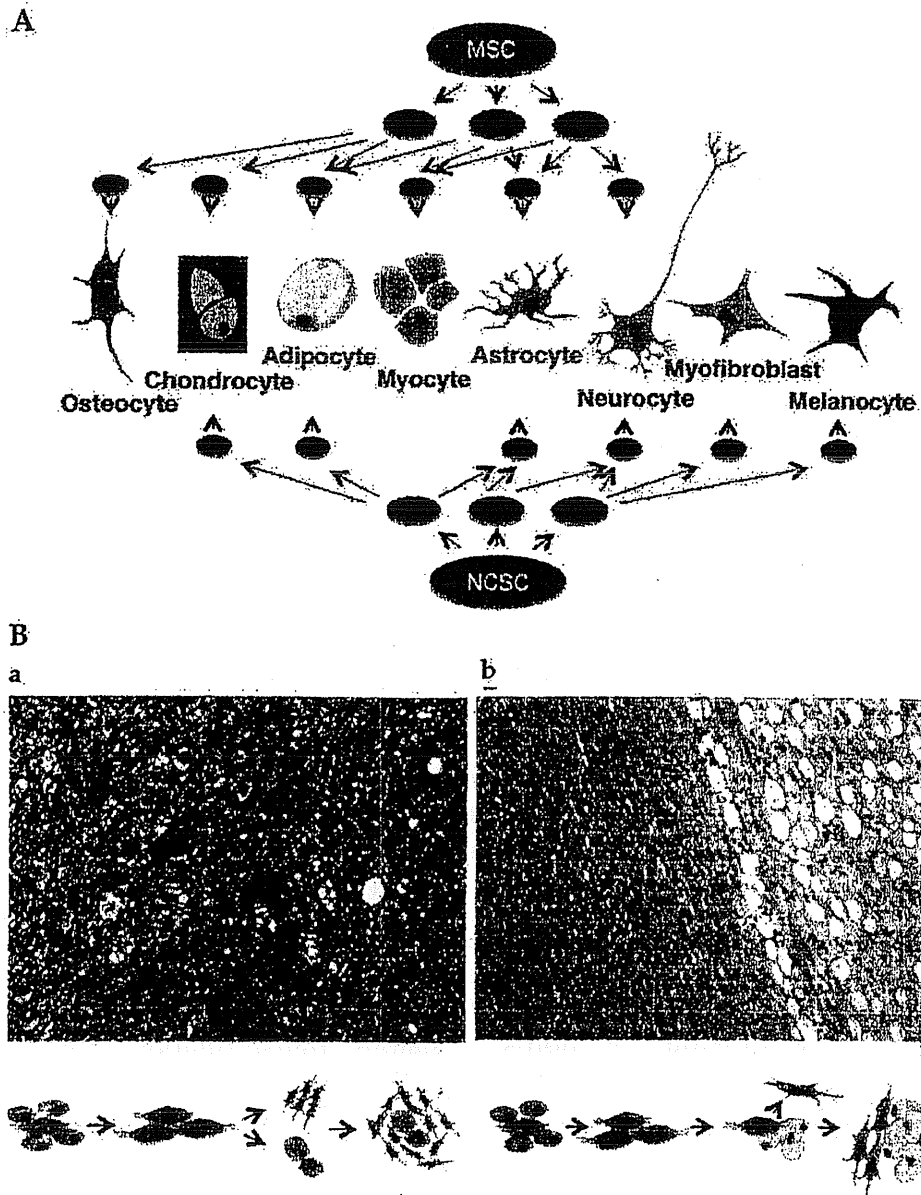 A
MSC
Adipocyte
Astrocyte
Chondrocyte
Myocyte
Myofibroblast
Osteocyte
Neurocyte
Melanocyte
NCSC
B
a
b